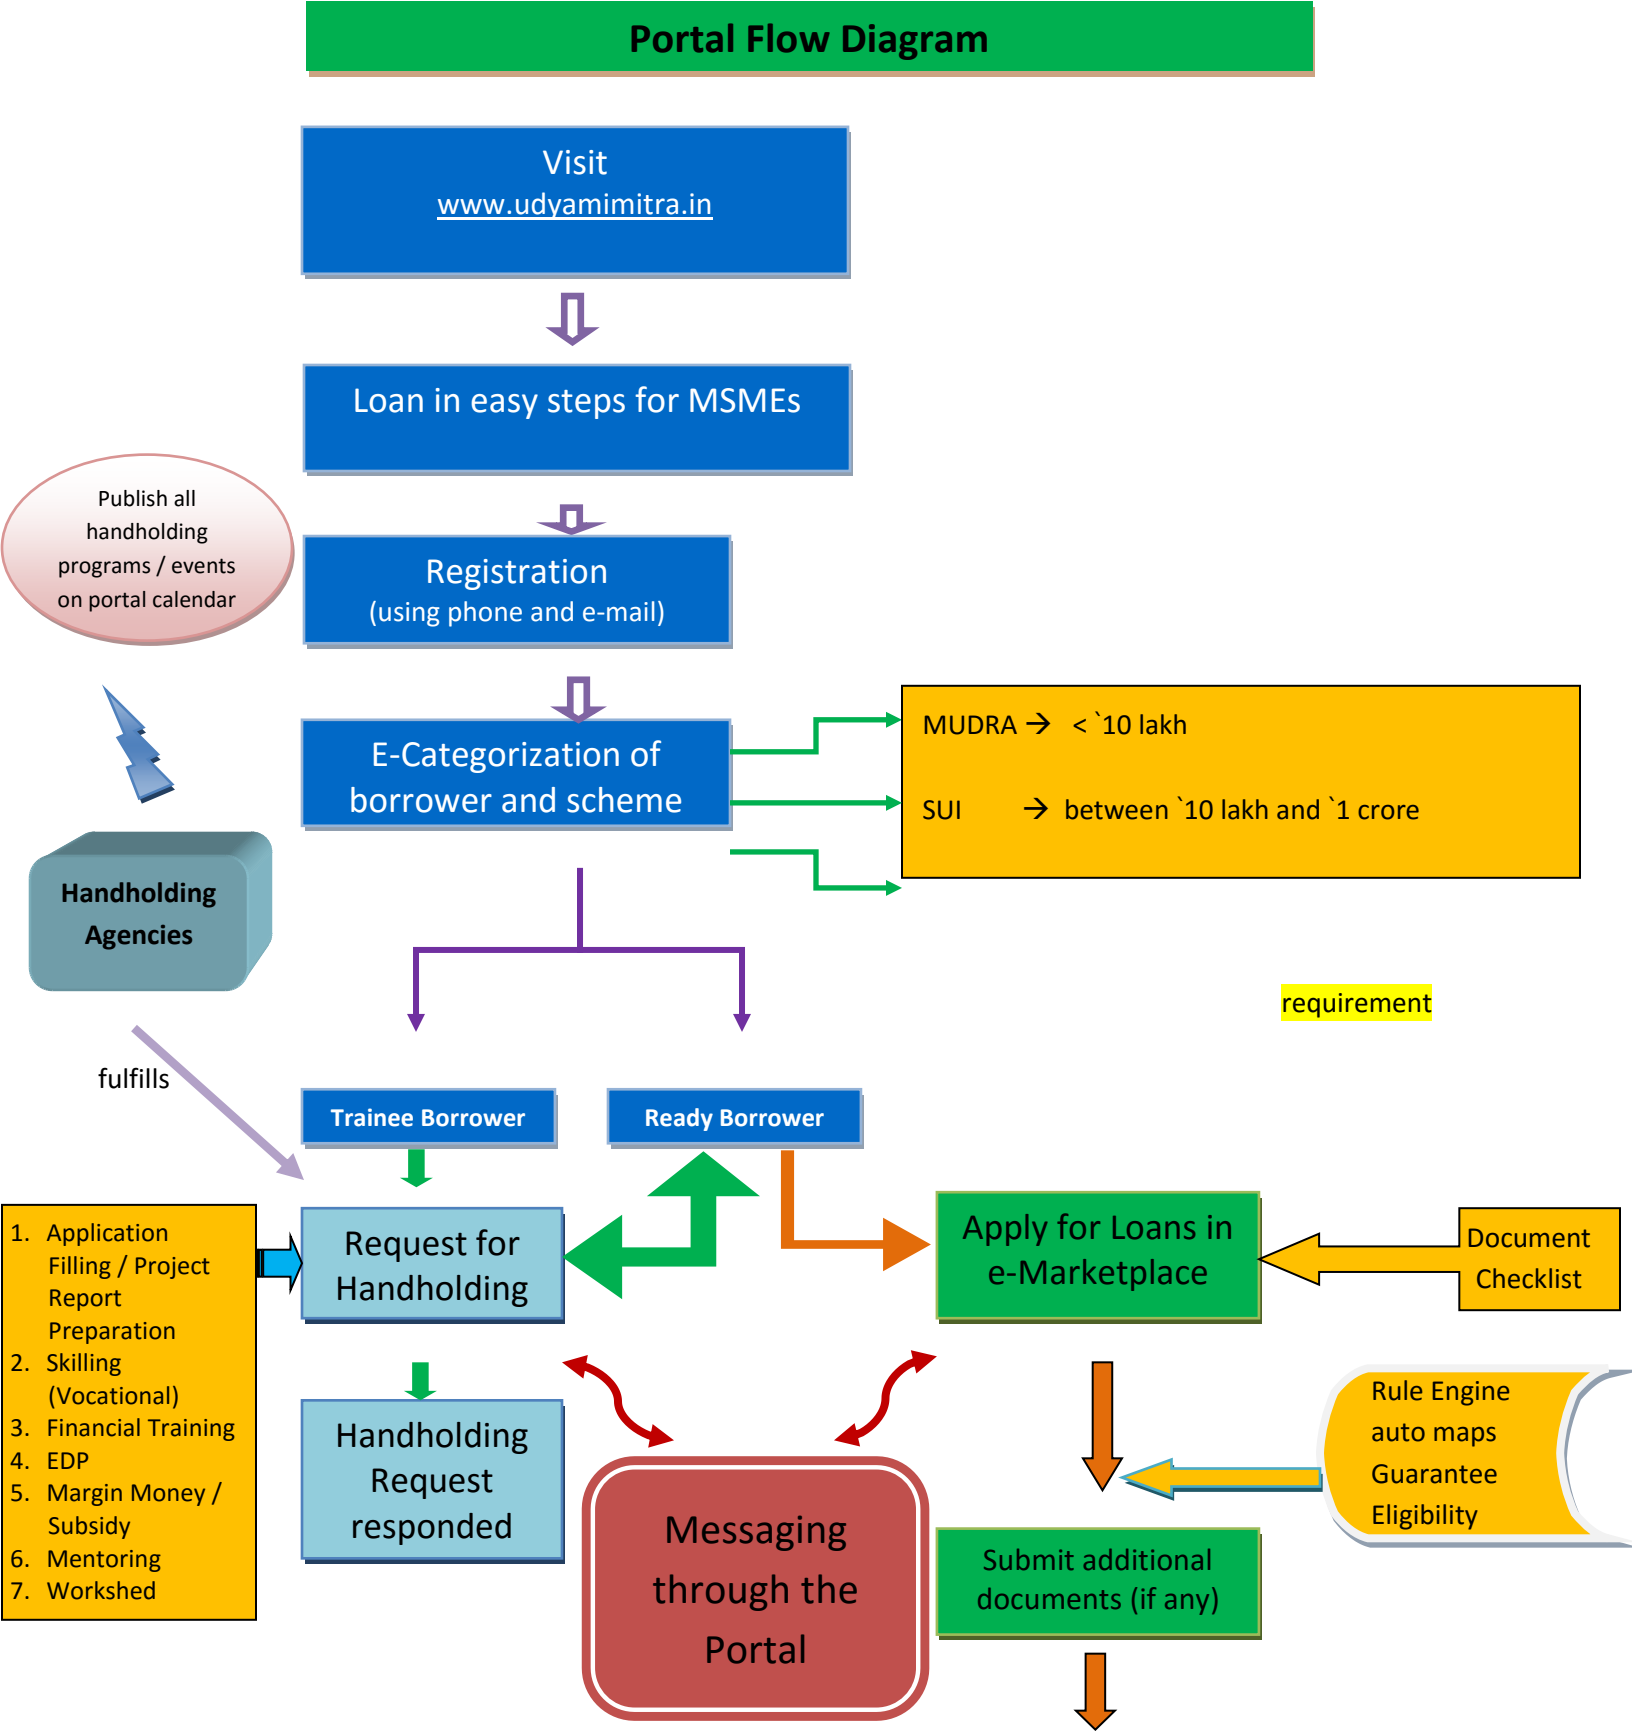 Portal Flow Diagram
Visit
www.udyamimitra.in
Loan in easy steps for MSMEs
Publish all
handholding
programs / events
on portal calendar
Registration
(using phone and e-mail)
E-Categorization of
borrower and scheme
MUDRA → < `10 lakh
SUI → between `10 lakh and `1 crore
Handholding
Agencies
requirement
fulfills
Trainee Borrower
Ready Borrower
1. Application
Filling / Project
Report
Preparation
2. Skilling
(Vocational)
3. Financial Training
4. EDP
5. Margin Money /
Subsidy
6. Mentoring
7. Workshed
Request for
Handholding
Apply for Loans in
e-Marketplace
Document
Checklist
Handholding
Request
responded
Messaging
through the
Portal
Rule Engine
auto maps
Guarantee
Eligibility
Submit additional
documents (if any)